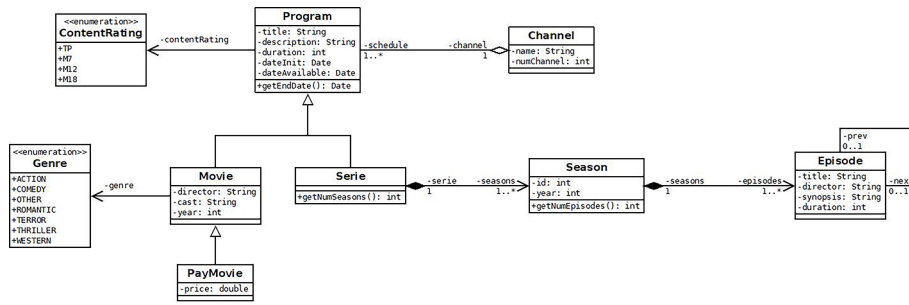 <<enumeration>>
ContentRating
+TP
+M7
+M12
+M18
-contentRating
Program
-title: String
-description: String
-duration: int
-dateInit: Date
-dateAvailable: Date
+getEndDate(): Date
-schedule
1..*
-channel
1
Channel
-name: String
-numChannel: int
<<enumeration>>
Genre
+ACTION
+COMEDY
+OTHER
+ROMANTIC
+TERROR
+THRILLER
+WESTERN
-genre
Movie
-director: String
-cast: String
-year: int
Serie
+getNumSeasons(): int
-serie
1
-seasons
1..*
Season
-id: int
-year: int
+getNumEpisodes(): int
-seasons
1
-episodes
1..*
-prev
0..1
Episode
-title: String
-director: String
-synopsis: String
-duration: int
-nex
0..1
PayMovie
-price: double